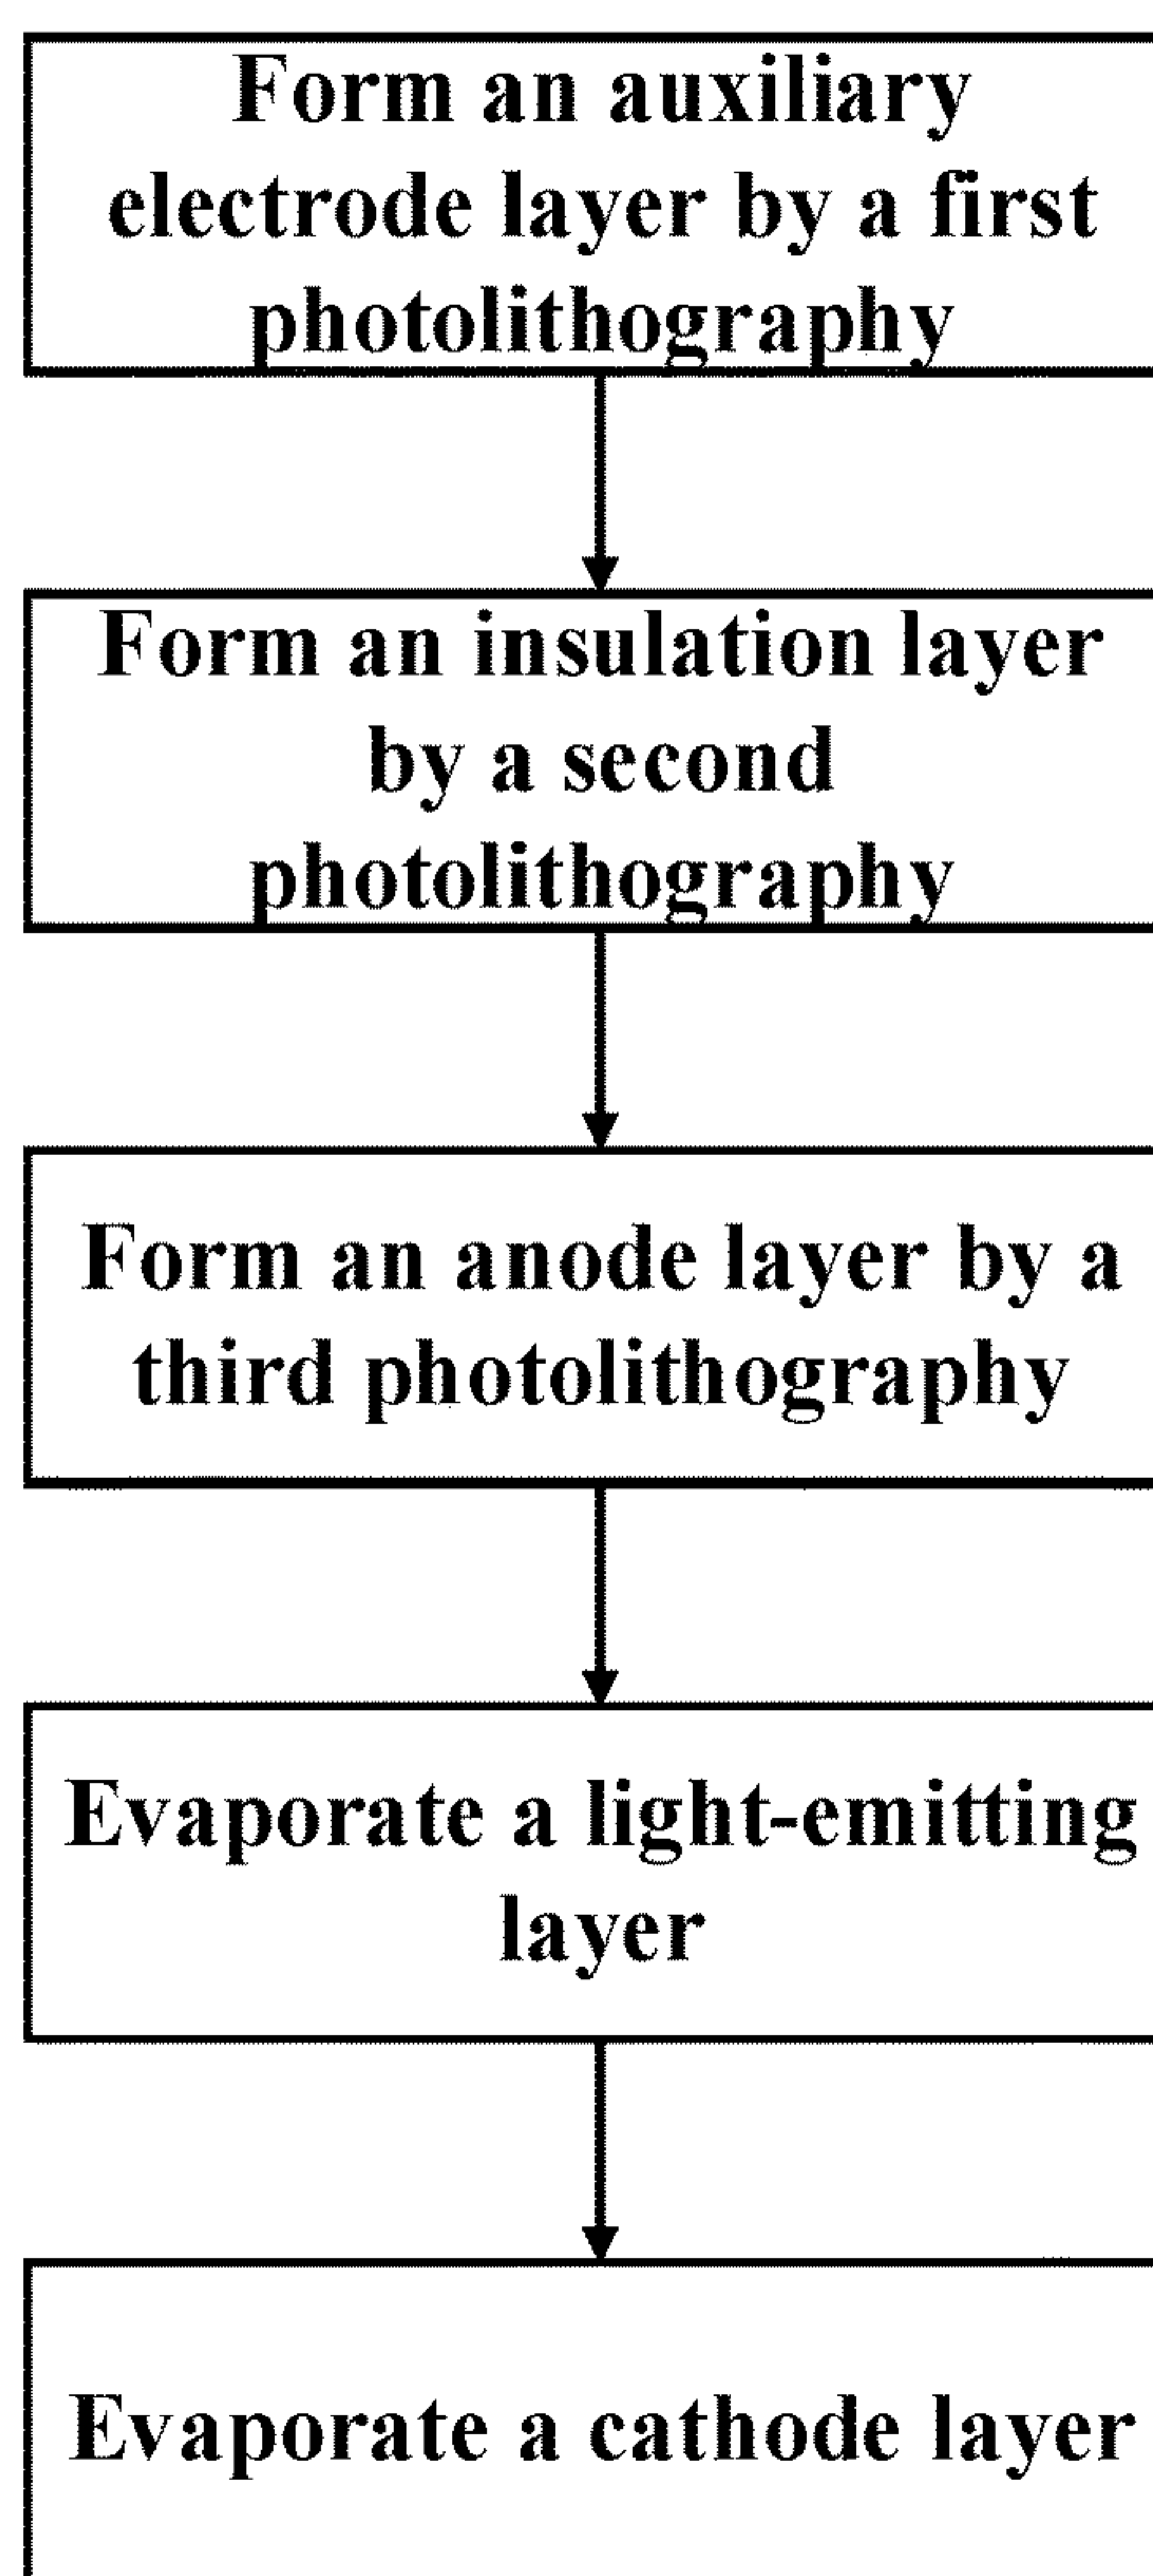 Form an auxiliary
electrode layer by a first
photolithography
Form an insulation layer
by a second
photolithography
Form an anode layer by a
third photolithography
Evaporate a light-emitting
layer
Evaporate a cathode layer